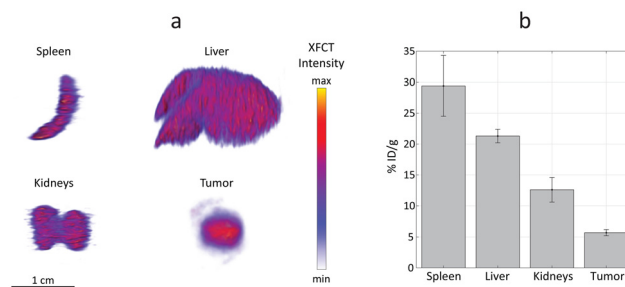 a
Spleen
Liver
XFCT
Intensity
max
Kidneys
Tumor
min
1 cm
b
% ID/g
35
30
25
20
15
10
5
0
Spleen
Liver
Kidneys
Tumor